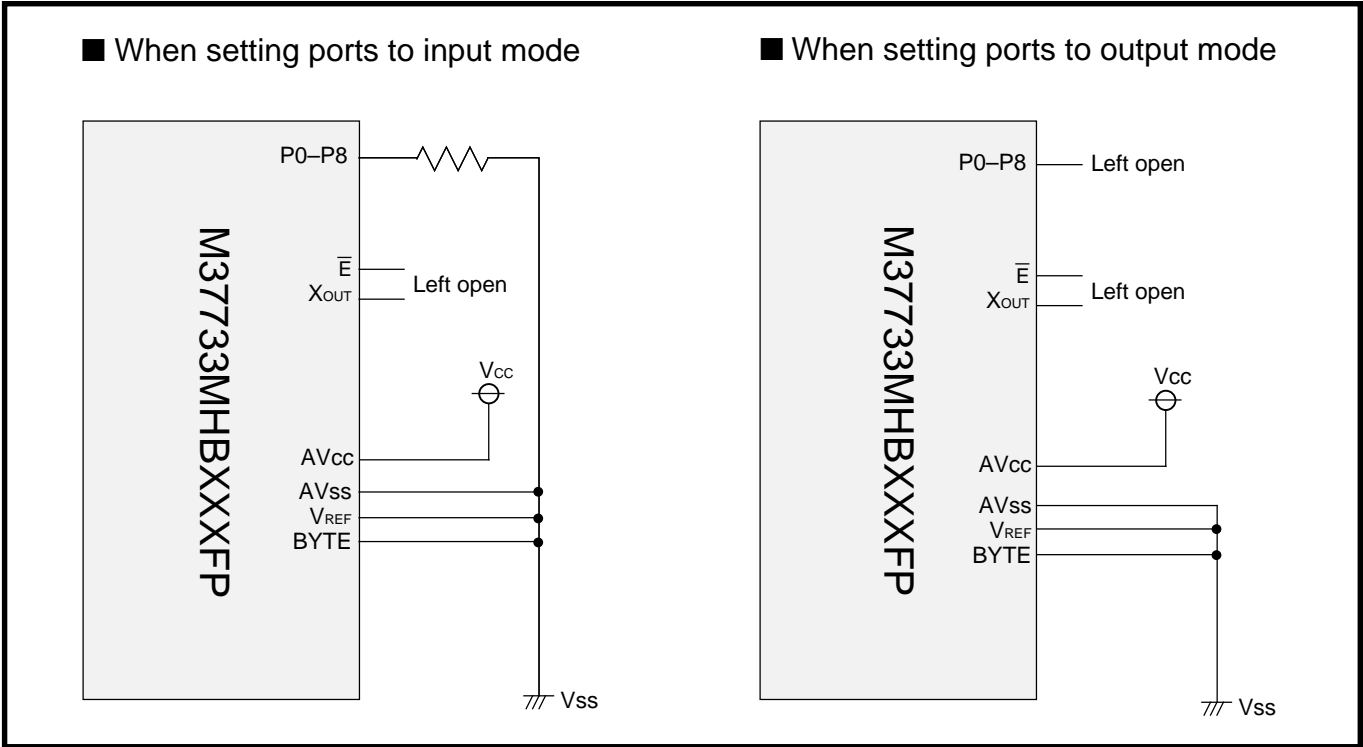 ■ When setting ports to input mode
P0–P8
M37733MHBXXXFP
E
XOUT
Left open
Vcc
AVcc
AVss
VREF
BYTE
Vss
■ When setting ports to output mode
P0–P8
Left open
M37733MHBXXXFP
E
XOUT
Left open
Vcc
AVcc
AVss
VREF
BYTE
Vss